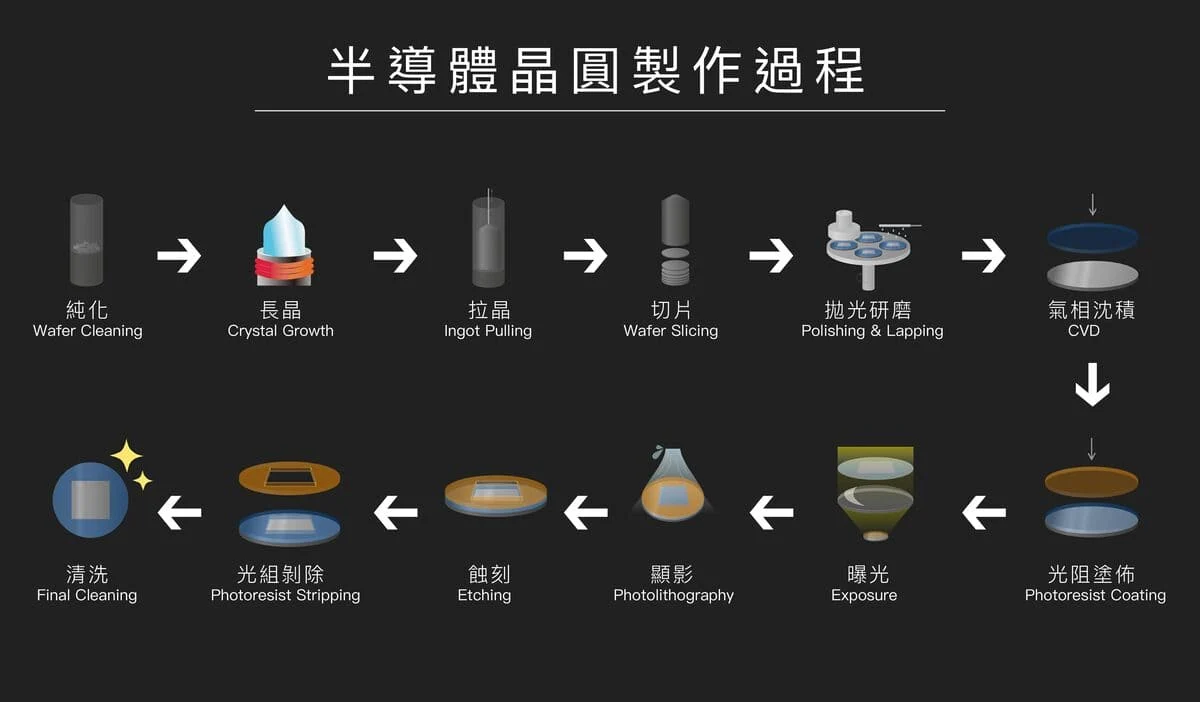 半導體晶圓製作過程
純化
Wafer Cleaning
長晶
Crystal Growth
拉晶
Ingot Pulling
切片
Wafer Slicing
拋光研磨
Polishing & Lapping
氣相沈積
CVD
清洗
Final Cleaning
光組剝除
Photoresist Stripping
蝕刻
Etching
顯影
Photolithography
曝光
Exposure
光阻塗佈
Photoresist Coating